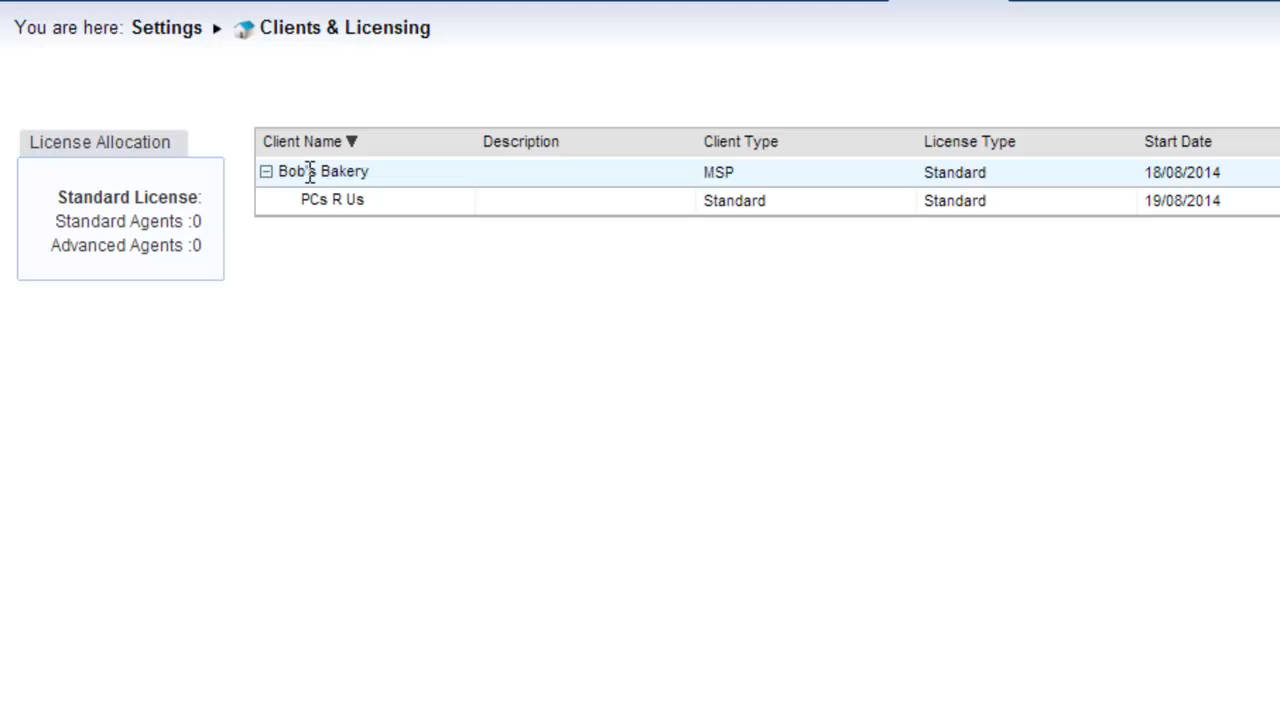 You are here: Settings ▸ Clients & Licensing
License Allocation
Standard License:
Standard Agents :0
Advanced Agents :0
Client Name ▼ Description Client Type License Type Start Date
Bob's Bakery MSP Standard 18/08/2014
PCs R Us Standard Standard 19/08/2014